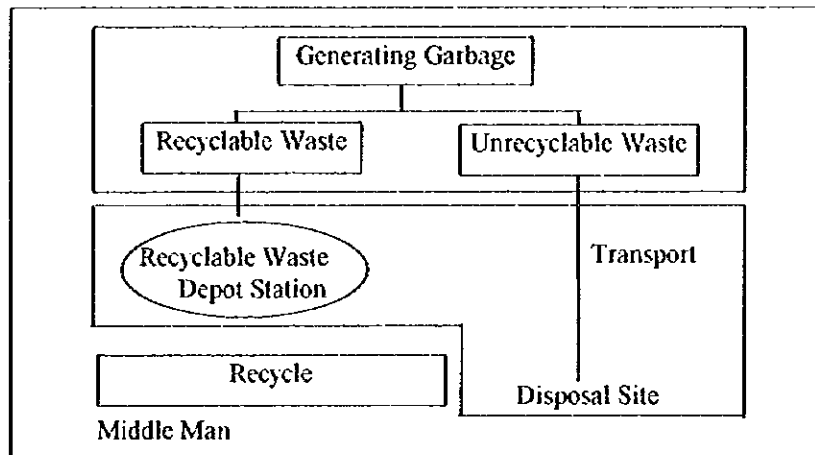 Generating Garbage
Recyclable Waste
Unrecyclable Waste
Recyclable Waste
Depot Station
Transport
Recycle
Disposal Site
Middle Man